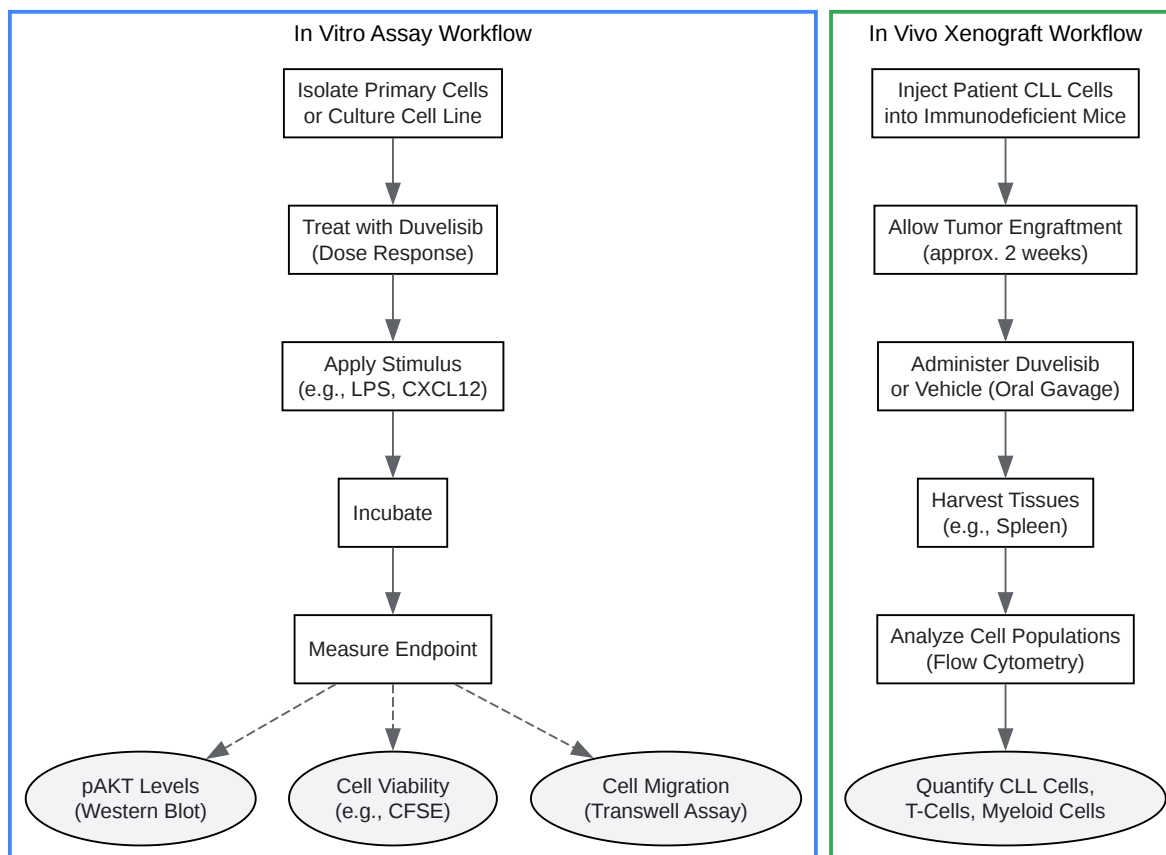 In Vitro Assay Workflow
Isolate Primary Cells
or Culture Cell Line
Treat with Duvelisib
(Dose Response)
Apply Stimulus
(e.g., LPS, CXCL12)
Incubate
Measure Endpoint
pAKT Levels
(Western Blot)
Cell Viability
(e.g., CFSE)
Cell Migration
(Transwell Assay)
In Vivo Xenograft Workflow
Inject Patient CLL Cells
into Immunodeficient Mice
Allow Tumor Engraftment
(approx. 2 weeks)
Administer Duvelisib
or Vehicle (Oral Gavage)
Harvest Tissues
(e.g., Spleen)
Analyze Cell Populations
(Flow Cytometry)
Quantify CLL Cells,
T-Cells, Myeloid Cells